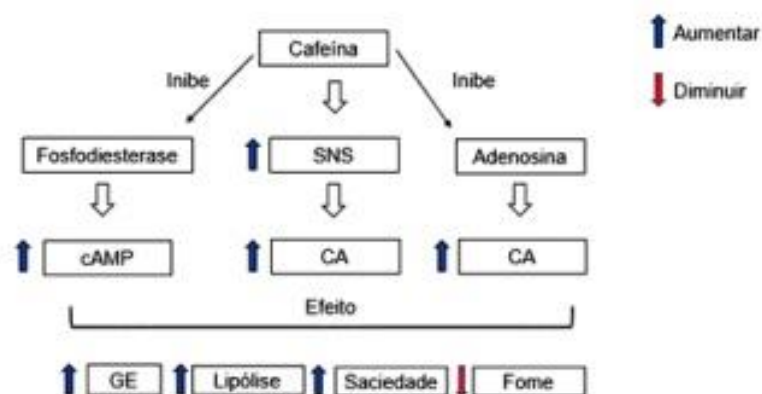 Cafeína
Aumentar
Diminuir
Inibe
Inibe
Fosfodiesterase
SNS
Adenosina
cAMP
CA
CA
Efeito
GE
Lipólise
Saciedade
Fome